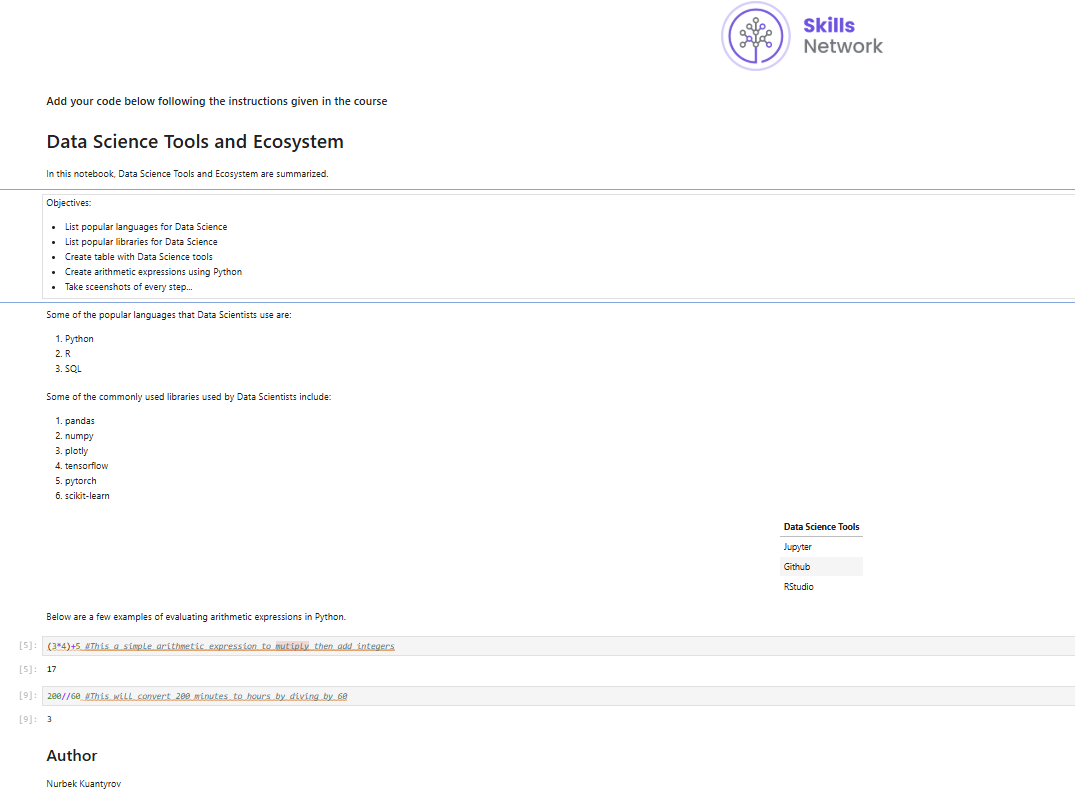 Skills
Network
Add your code below following the instructions given in the course
Data Science Tools and Ecosystem
In this notebook, Data Science Tools and Ecosystem are summarized.
Objectives:
• List popular languages for Data Science
• List popular libraries for Data Science
• Create table with Data Science tools
• Create arithmetic expressions using Python
• Take sceenshots of every step...
Some of the popular languages that Data Scientists use are:
1. Python
2. R
3. SQL
Some of the commonly used libraries used by Data Scientists include:
1. pandas
2. numpy
3. plotly
4. tensorflow
5. pytorch
6. scikit-learn
Data Science Tools
Jupyter
Github
RStudio
Below are a few examples of evaluating arithmetic expressions in Python.
[5]: (3*4)+5 #This a simple arithmetic expression to mutiply then add integers
[5]: 17
[9]: 200//60 #This will convert 200 minutes to hours by diving by 60
[9]: 3
Author
Nurbek Kuantyrov